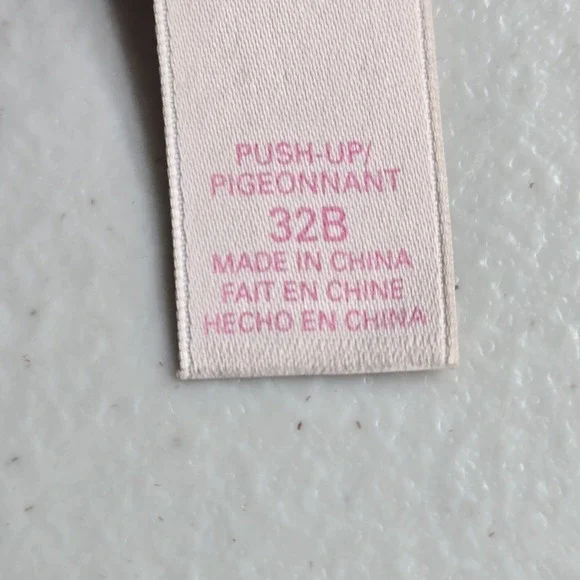 PUSH-UP/
PIGEONNANT
32B
MADE IN CHINA
FAIT EN CHINE
HECHO EN CHINA